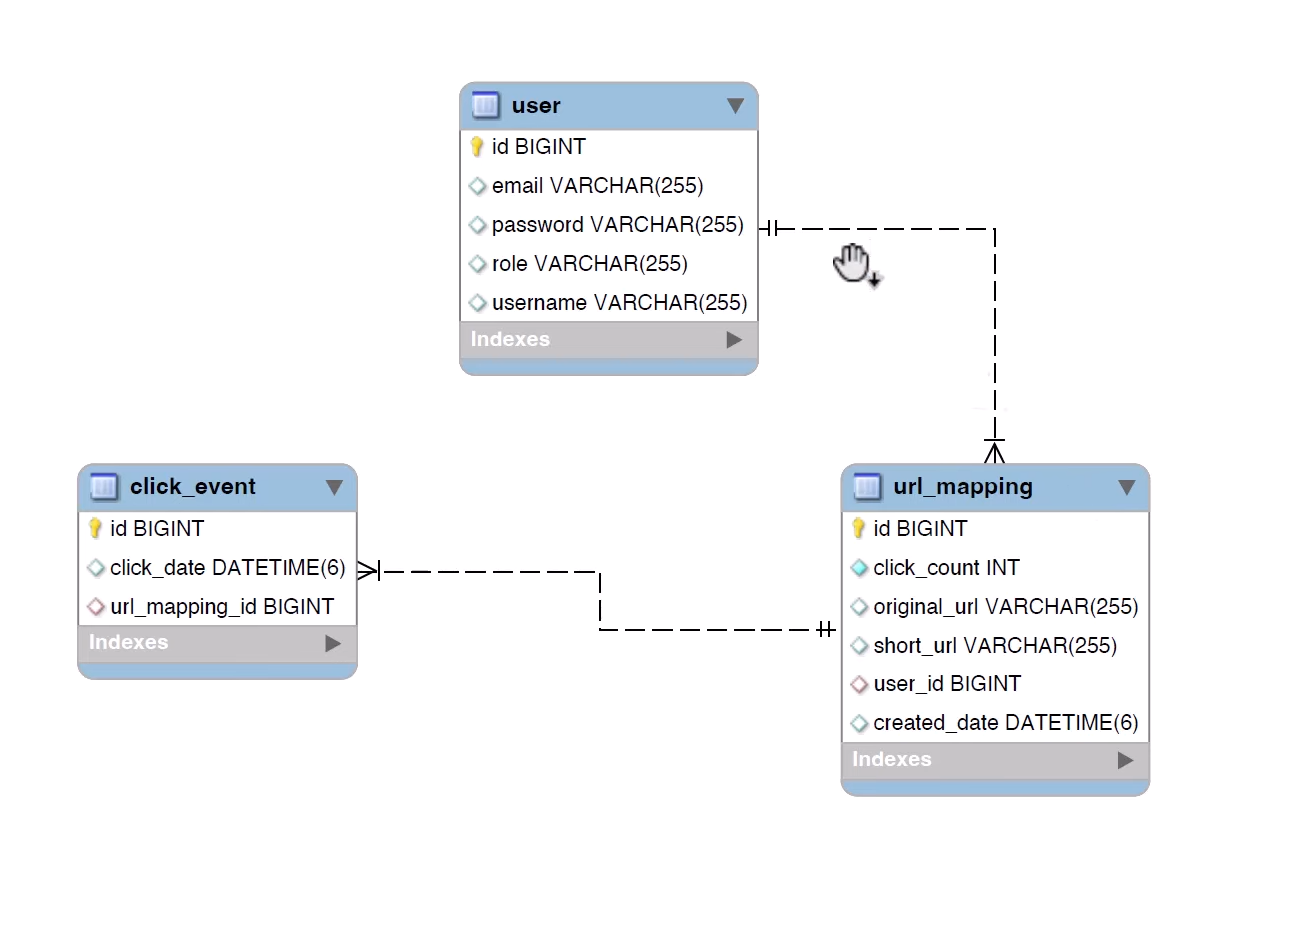 user
id BIGINT
email VARCHAR(255)
password VARCHAR(255)
role VARCHAR(255)
username VARCHAR(255)
Indexes
click_event
id BIGINT
click_date DATETIME(6)
url_mapping_id BIGINT
Indexes
url_mapping
id BIGINT
click_count INT
original_url VARCHAR(255)
short_url VARCHAR(255)
user_id BIGINT
created_date DATETIME(6)
Indexes